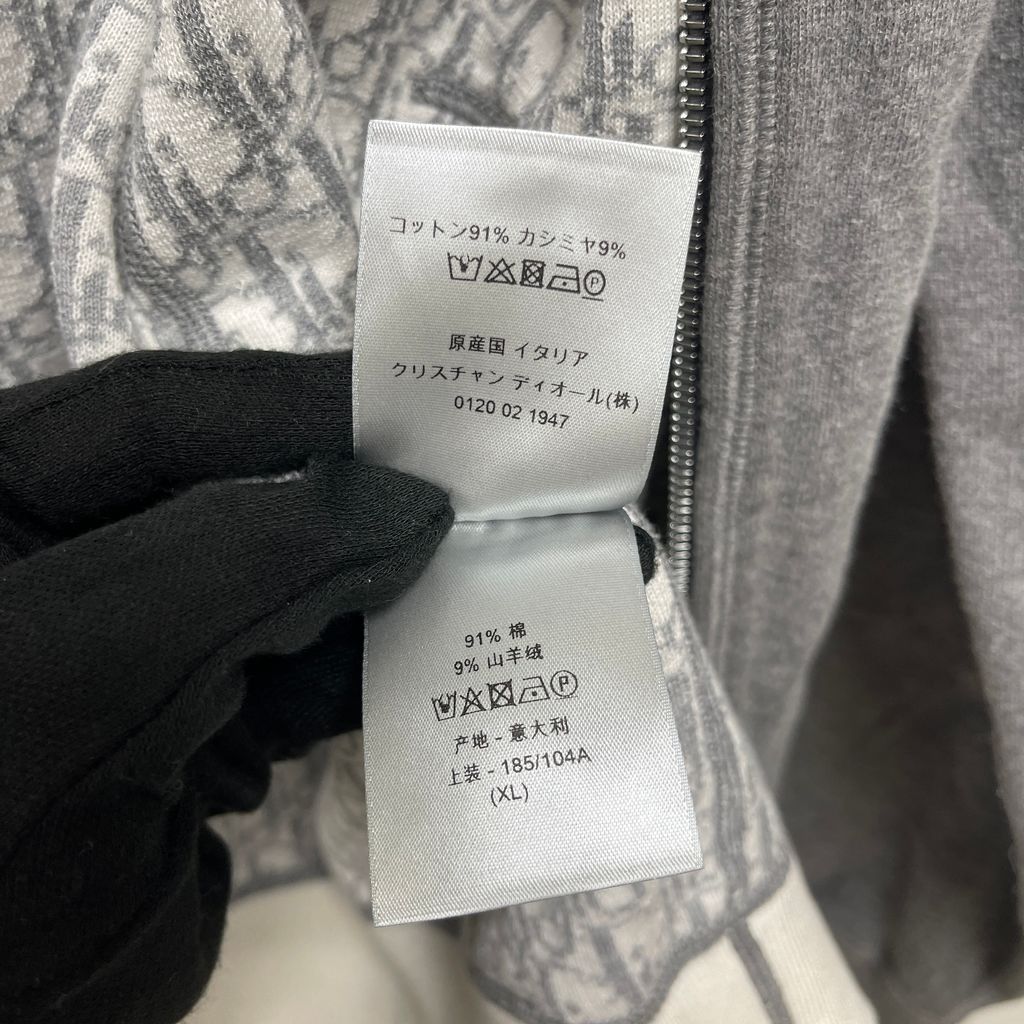 コットン91% カシミヤ9%
原産国 イタリア
クリスチャン ディオール(株)
0120 02 1947
91% 棉
9% 山羊绒
P
产地 - 意大利
上装 - 185/104A
(XL)